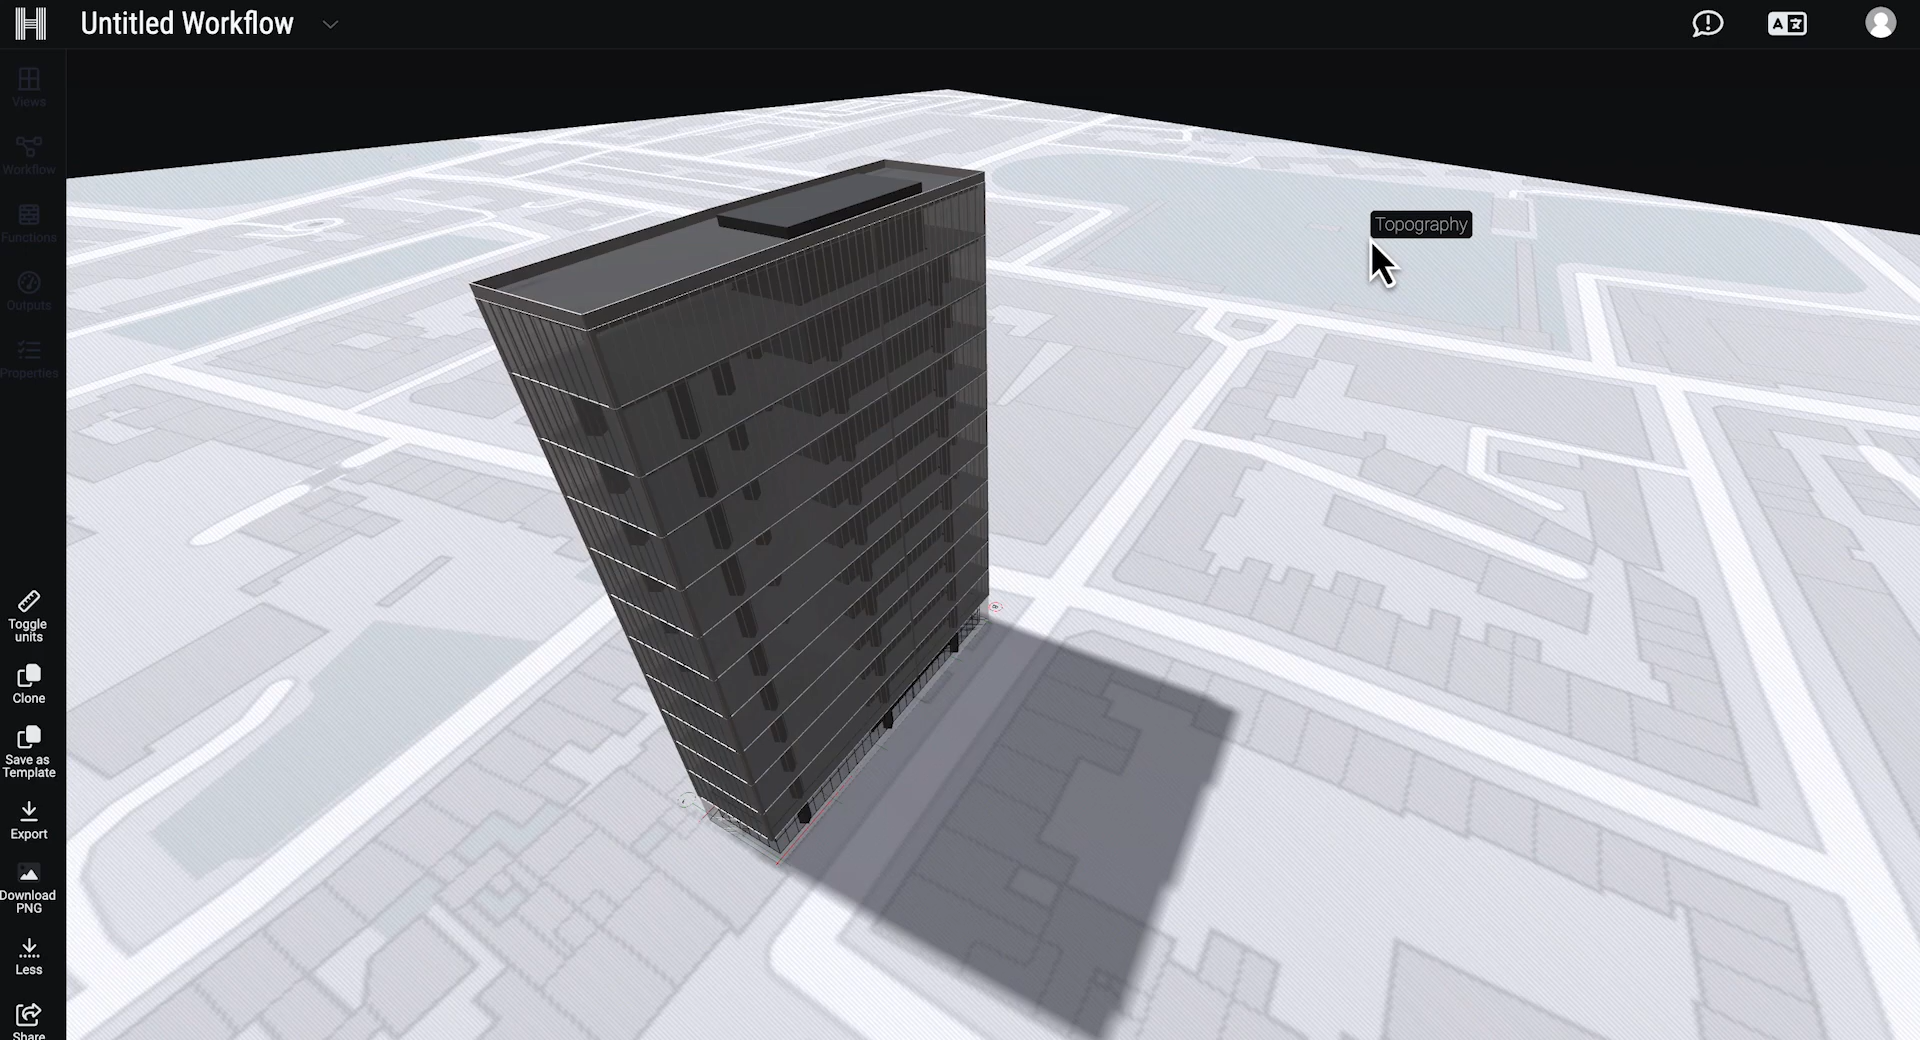 Untitled Workflow
Views
Workflow
Functions
Outputs
Properties
Topography
Toggle
units
Clone
Save as
Template
Export
Download
PNG
Less
Share